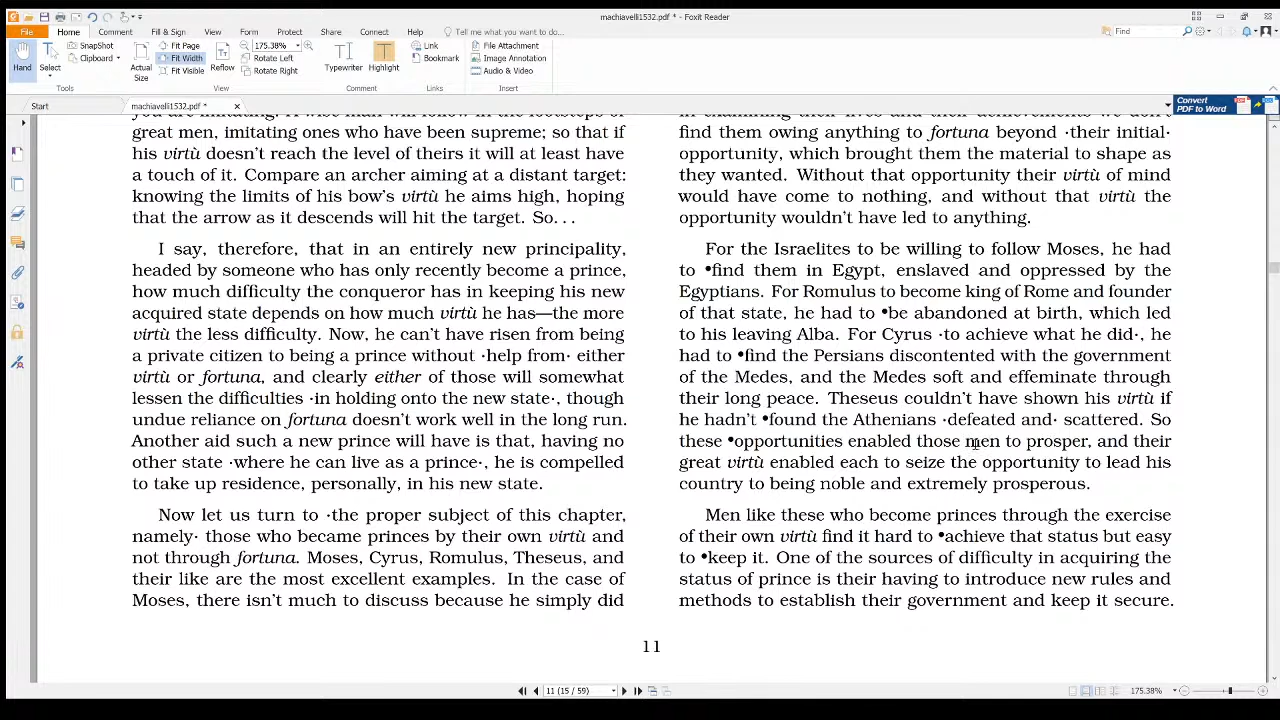 machiavelli1532.pdf * - Foxit Reader
File Home Comment Fill & Sign View Form Protect Share Connect Help Tell me what you want to do... Find
Hand
Select
SnapShot
Clipboard
Actual Size
Fit Page
Fit Width
Fit Visible
Reflow
175.38%
Rotate Left
Rotate Right
Typewriter
Highlight
Link
Bookmark
File Attachment
Image Annotation
Audio & Video
Tools View Comment Links Insert
Start machiavelli1532.pdf *
Convert
PDF to Word
you are imitating. A wise man will follow in the footsteps of
great men, imitating ones who have been supreme; so that if
his virtù doesn't reach the level of theirs it will at least have
a touch of it. Compare an archer aiming at a distant target:
knowing the limits of his bow's virtù he aims high, hoping
that the arrow as it descends will hit the target. So. . .
I say, therefore, that in an entirely new principality,
headed by someone who has only recently become a prince,
how much difficulty the conqueror has in keeping his new
acquired state depends on how much virtù he has—the more
virtù the less difficulty. Now, he can't have risen from being
a private citizen to being a prince without ·help from· either
virtù or fortuna, and clearly either of those will somewhat
lessen the difficulties ·in holding onto the new state·, though
undue reliance on fortuna doesn't work well in the long run.
Another aid such a new prince will have is that, having no
other state ·where he can live as a prince·, he is compelled
to take up residence, personally, in his new state.
Now let us turn to ·the proper subject of this chapter,
namely· those who became princes by their own virtù and
not through fortuna. Moses, Cyrus, Romulus, Theseus, and
their like are the most excellent examples. In the case of
Moses, there isn't much to discuss because he simply did
in examining their lives and their achievements we don't
find them owing anything to fortuna beyond ·their initial·
opportunity, which brought them the material to shape as
they wanted. Without that opportunity their virtù of mind
would have come to nothing, and without that virtù the
opportunity wouldn't have led to anything.
For the Israelites to be willing to follow Moses, he had
to •find them in Egypt, enslaved and oppressed by the
Egyptians. For Romulus to become king of Rome and founder
of that state, he had to •be abandoned at birth, which led
to his leaving Alba. For Cyrus ·to achieve what he did·, he
had to •find the Persians discontented with the government
of the Medes, and the Medes soft and effeminate through
their long peace. Theseus couldn't have shown his virtù if
he hadn't •found the Athenians ·defeated and· scattered. So
these •opportunities enabled those men to prosper, and their
great virtù enabled each to seize the opportunity to lead his
country to being noble and extremely prosperous.
Men like these who become princes through the exercise
of their own virtù find it hard to •achieve that status but easy
to •keep it. One of the sources of difficulty in acquiring the
status of prince is their having to introduce new rules and
methods to establish their government and keep it secure.
11
11 (15 / 59) 175.38%